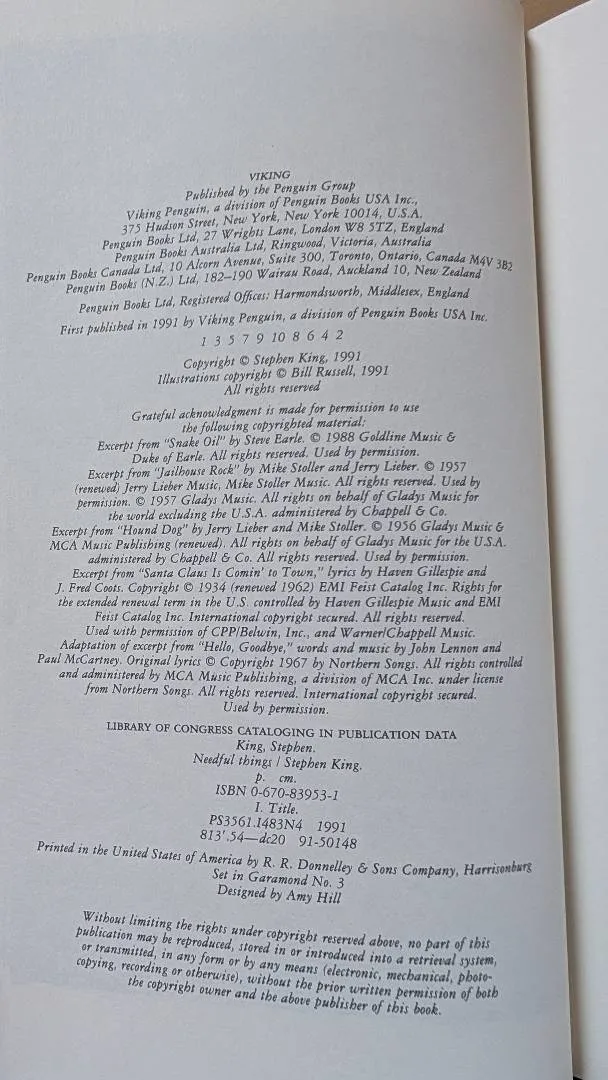 VIKING
Published by the Penguin Group
Viking Penguin, a division of Penguin Books USA Inc.,
375 Hudson Street, New York, New York 10014, U.S.A.
Penguin Books Ltd, 27 Wrights Lane, London W8 5TZ, England
Penguin Books Australia Ltd, Ringwood, Victoria, Australia
Penguin Books Canada Ltd, 10 Alcorn Avenue, Suite 300, Toronto, Ontario, Canada M4V 3B2
Penguin Books (N.Z.) Ltd, 182–190 Wairau Road, Auckland 10, New Zealand
Penguin Books Ltd, Registered Offices: Harmondsworth, Middlesex, England
First published in 1991 by Viking Penguin, a division of Penguin Books USA Inc.
1 3 5 7 9 10 8 6 4 2
Copyright © Stephen King, 1991
Illustrations copyright © Bill Russell, 1991
All rights reserved
Grateful acknowledgment is made for permission to use
the following copyrighted material:
Excerpt from "Snake Oil" by Steve Earle. © 1988 Goldline Music &
Duke of Earle. All rights reserved. Used by permission.
Excerpt from "Jailhouse Rock" by Mike Stoller and Jerry Lieber. © 1957
(renewed) Jerry Lieber Music, Mike Stoller Music. All rights reserved. Used by
permission. © 1957 Gladys Music. All rights on behalf of Gladys Music for
the world excluding the U.S.A. administered by Chappell & Co.
Excerpt from "Hound Dog" by Jerry Lieber and Mike Stoller. © 1956 Gladys Music &
MCA Music Publishing (renewed). All rights on behalf of Gladys Music for the U.S.A.
administered by Chappell & Co. All rights reserved. Used by permission.
Excerpt from "Santa Claus Is Comin' to Town," lyrics by Haven Gillespie and
J. Fred Coots. Copyright © 1934 (renewed 1962) EMI Feist Catalog Inc. Rights for
the extended renewal term in the U.S. controlled by Haven Gillespie Music and EMI
Feist Catalog Inc. International copyright secured. All rights reserved.
Used with permission of CPP/Belwin, Inc., and Warner/Chappell Music.
Adaptation of excerpt from "Hello, Goodbye," words and music by John Lennon and
Paul McCartney. Original lyrics © Copyright 1967 by Northern Songs. All rights controlled
and administered by MCA Music Publishing, a division of MCA Inc. under license
from Northern Songs. All rights reserved. International copyright secured.
Used by permission.
LIBRARY OF CONGRESS CATALOGING IN PUBLICATION DATA
King, Stephen.
Needful things / Stephen King.
p. cm.
ISBN 0-670-83953-1
I. Title.
PS3561.I483N4 1991
813'.54—dc20 91-50148
Printed in the United States of America by R. R. Donnelley & Sons Company, Harrisonburg
Set in Garamond No. 3
Designed by Amy Hill
Without limiting the rights under copyright reserved above, no part of this
publication may be reproduced, stored in or introduced into a retrieval system,
or transmitted, in any form or by any means (electronic, mechanical, photo-
copying, recording or otherwise), without the prior written permission of both
the copyright owner and the above publisher of this book.